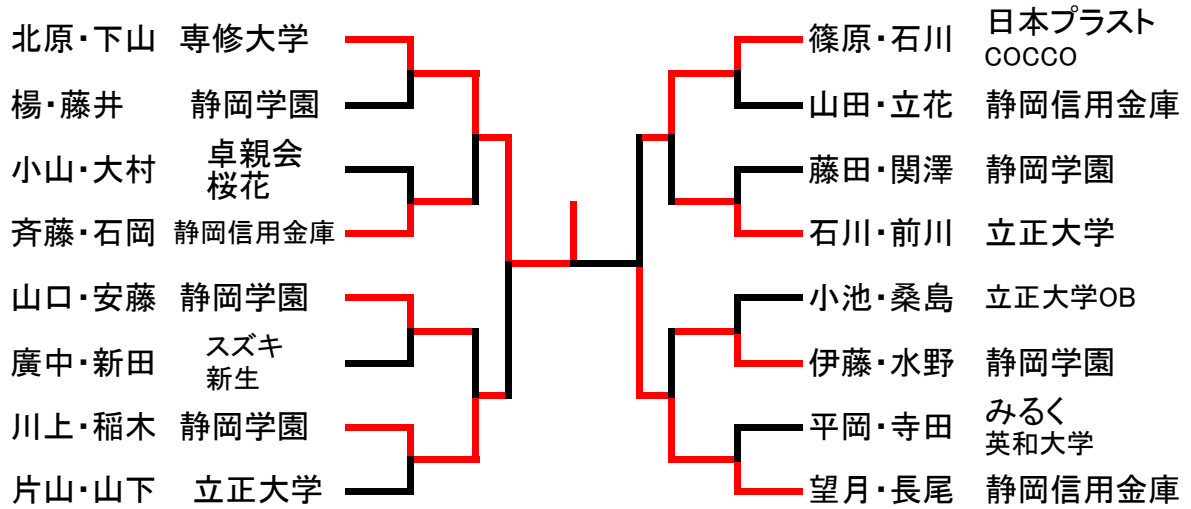 北原・下山 専修大学
楊・藤井 静岡学園
小山・大村 卓親会
桜花
斉藤・石岡 静岡信用金庫
山口・安藤 静岡学園
廣中・新田 スズキ
新生
川上・稲木 静岡学園
片山・山下 立正大学
篠原・石川 日本プラスト
COCCO
山田・立花 静岡信用金庫
藤田・関澤 静岡学園
石川・前川 立正大学
小池・桑島 立正大学OB
伊藤・水野 静岡学園
平岡・寺田 みるく
英和大学
望月・長尾 静岡信用金庫